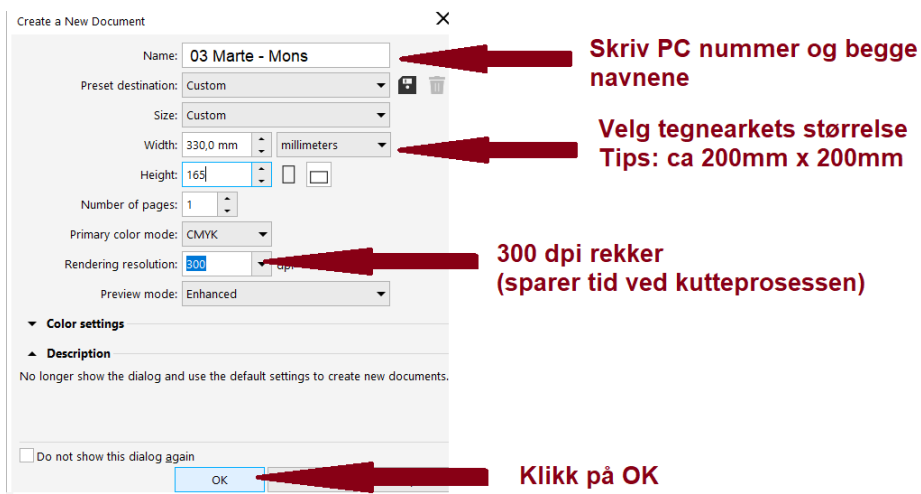 Create a New Document
Name: 03 Marte - Mons
Skriv PC nummer og begge
navnene
Preset destination: Custom
Size: Custom
Width: 330,0 mm millimeters
Velg tegnearkets størrelse
Tips: ca 200mm x 200mm
Height: 165
Number of pages: 1
Primary color mode: CMYK
Rendering resolution: 300
300 dpi rekker
(sparer tid ved kutteprosessen)
Preview mode: Enhanced
Color settings
Description
No longer show the dialog and use the default settings to create new documents.
Do not show this dialog again
OK
Klikk på OK